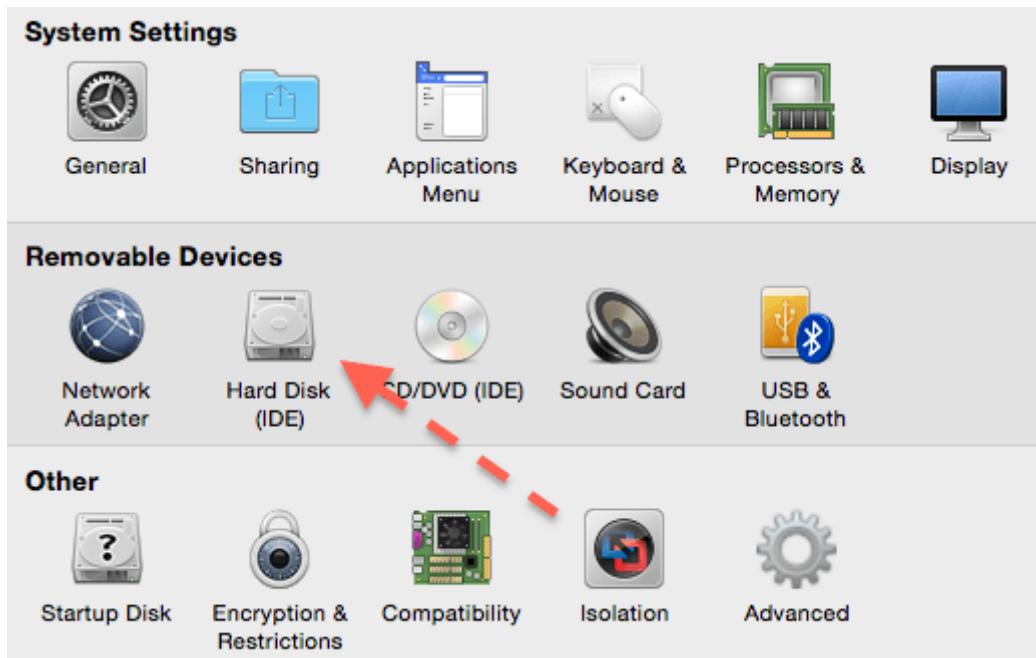 System Settings
General
Sharing
Applications
Menu
Keyboard &
Mouse
Processors &
Memory
Display
Removable Devices
Network
Adapter
Hard Disk
(IDE)
CD/DVD (IDE)
Sound Card
USB &
Bluetooth
Other
?
Startup Disk
Encryption &
Restrictions
Compatibility
Isolation
Advanced